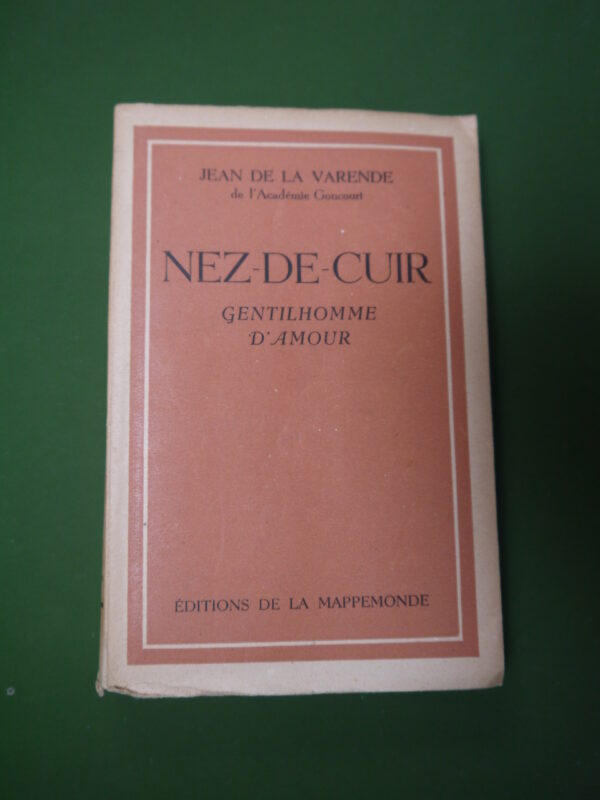 JEAN DE LA VARENDE
de l'Académie Goncourt
NEZ-DE-CUIR
GENTILHOMME
D'AMOUR
ÉDITIONS DE LA MAPPEMONDE